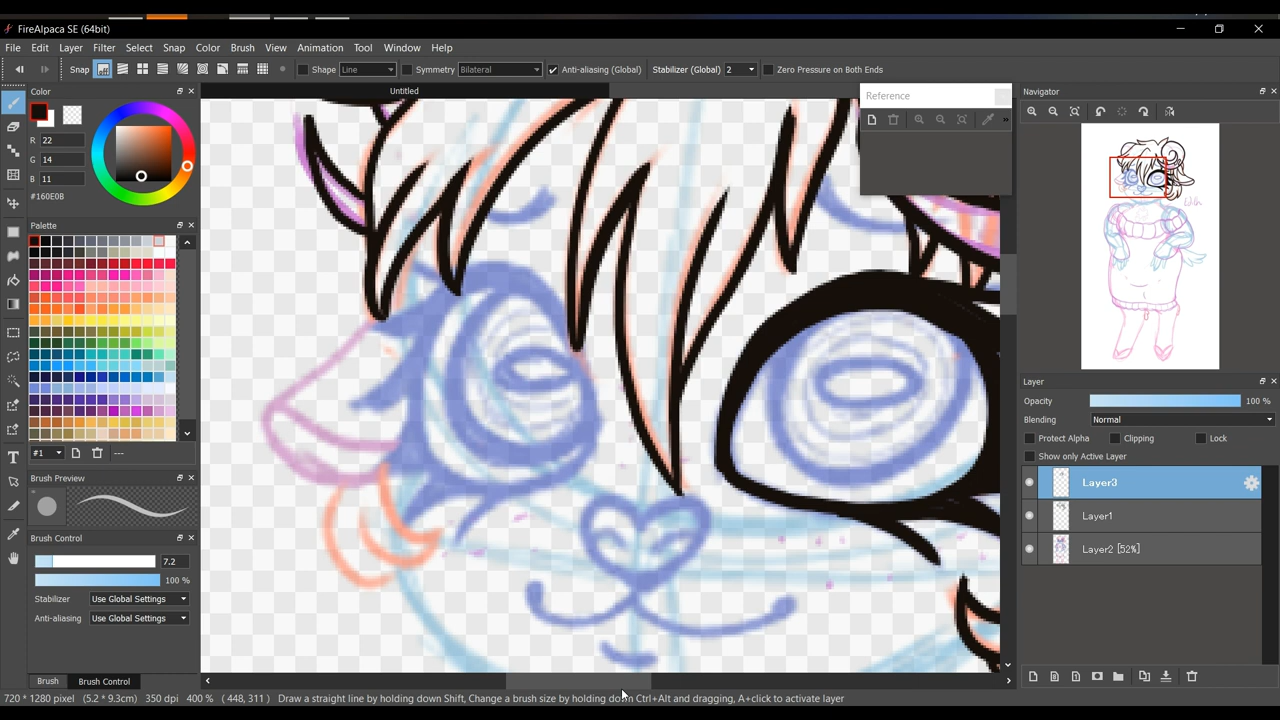 FireAlpaca SE (64bit)
File Edit Layer Filter Select Snap Color Brush View Animation Tool Window Help
Snap Shape Line Symmetry Bilateral Anti-aliasing (Global) Stabilizer (Global) 2 Zero Pressure on Both Ends
Color
R 22
G 14
B 11
#160E0B
Palette
#1 ---
Brush Preview
Brush Control
7.2
100 %
Stabilizer Use Global Settings
Anti-aliasing Use Global Settings
Brush Brush Control
Untitled
Reference
»
Navigator
Layer
Opacity 100 %
Blending Normal
Protect Alpha Clipping Lock
Show only Active Layer
Layer3
Layer1
Layer2 [52%]
720 * 1280 pixel (5.2 * 9.3cm) 350 dpi 400 % ( 448, 311 ) Draw a straight line by holding down Shift, Change a brush size by holding down Ctrl+Alt and dragging, A+click to activate layer